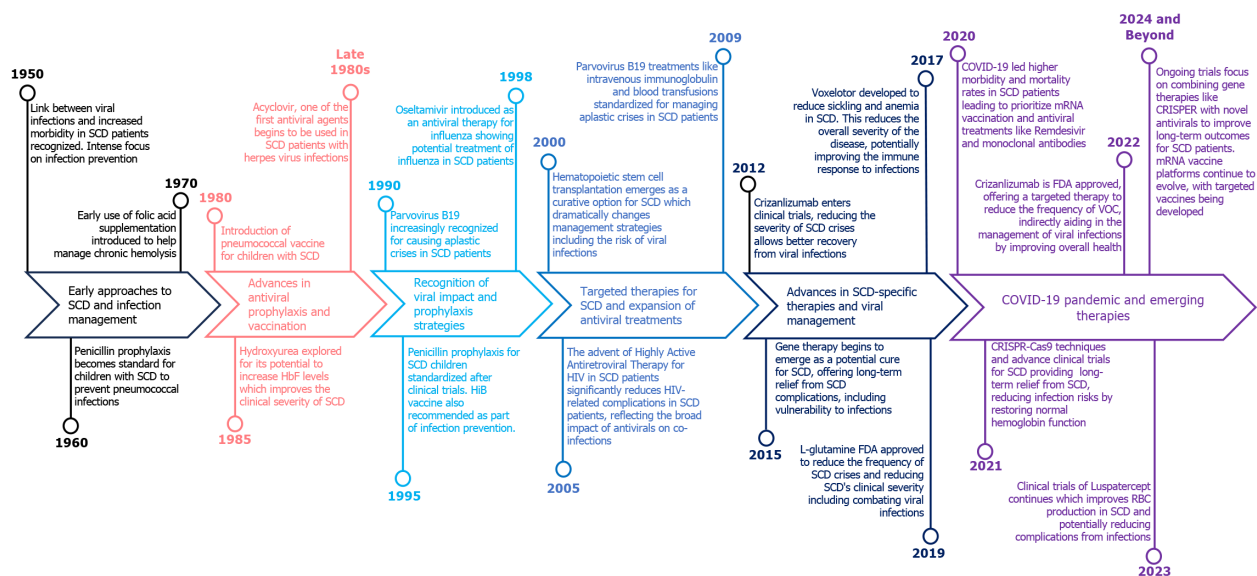 1950
Link between viral
infections and increased
morbidity in SCD patients
recognized. Intense focus
on infection prevention
1970
Early use of folic acid
supplementation
introduced to help
manage chronic hemolysis
Early approaches to
SCD and infection
management
Penicillin prophylaxis
becomes standard for
children with SCD to
prevent pneumococcal
infections
1960
Late
1980s
Acyclovir, one of the
first antiviral agents
begins to be used in
SCD patients with
herpes virus infections
1980
Introduction of
pneumococcal vaccine
for children with SCD
Advances in
antiviral
prophylaxis and
vaccination
Hydroxyurea explored
for its potential to
increase HbF levels
which improves the
clinical severity of SCD
1985
1998
Oseltamivir introduced as
an antiviral therapy for
influenza showing
potential treatment of
influenza in SCD patients
1990
Parvovirus B19
increasingly recognized
for causing aplastic
crises in SCD patients
Recognition of
viral impact and
prophylaxis
strategies
Penicillin prophylaxis for
SCD children
standardized after
clinical trials. HiB
vaccine also
recommended as part
of infection prevention.
1995
2009
Parvovirus B19 treatments like
intravenous immunoglobulin
and blood transfusions
standardized for managing
aplastic crises in SCD patients
2000
Hematopoietic stem cell
transplantation emerges as a
curative option for SCD which
dramatically changes
management strategies
including the risk of viral
infections
Targeted therapies for
SCD and expansion of
antiviral treatments
The advent of Highly Active
Antiretroviral Therapy for
HIV in SCD patients
significantly reduces HIV-
related complications in SCD
patients, reflecting the broad
impact of antivirals on co-
infections
2005
2017
Voxelotor developed to
reduce sickling and anemia
in SCD. This reduces the
overall severity of the
disease, potentially
improving the immune
response to infections
2012
Crizanlizumab enters
clinical trials, reducing the
severity of SCD crises
allows better recovery
from viral infections
Advances in SCD-specific
therapies and viral
management
Gene therapy begins to
emerge as a potential cure
for SCD, offering long-term
relief from SCD
complications, including
vulnerability to infections
2015
L-glutamine FDA approved
to reduce the frequency of
SCD crises and reducing
SCD's clinical severity
including combating viral
infections
2019
2020
COVID-19 led higher
morbidity and mortality
rates in SCD patients
leading to prioritize mRNA
vaccination and antiviral
treatments like Remdesivir
and monoclonal antibodies
2022
Crizanlizumab is FDA approved,
offering a targeted therapy to
reduce the frequency of VOC,
indirectly aiding in the
management of viral infections
by improving overall health
2024 and
Beyond
Ongoing trials focus
on combining gene
therapies like
CRISPER with novel
antivirals to improve
long-term outcomes
for SCD patients.
mRNA vaccine
platforms continue to
evolve, with targeted
vaccines being
developed
COVID-19 pandemic and emerging
therapies
CRISPR-Cas9 techniques
and advance clinical trials
for SCD providing long-
term relief from SCD,
reducing infection risks by
restoring normal
hemoglobin function
2021
Clinical trials of Luspatercept
continues which improves RBC
production in SCD and
potentially reducing
complications from infections
2023